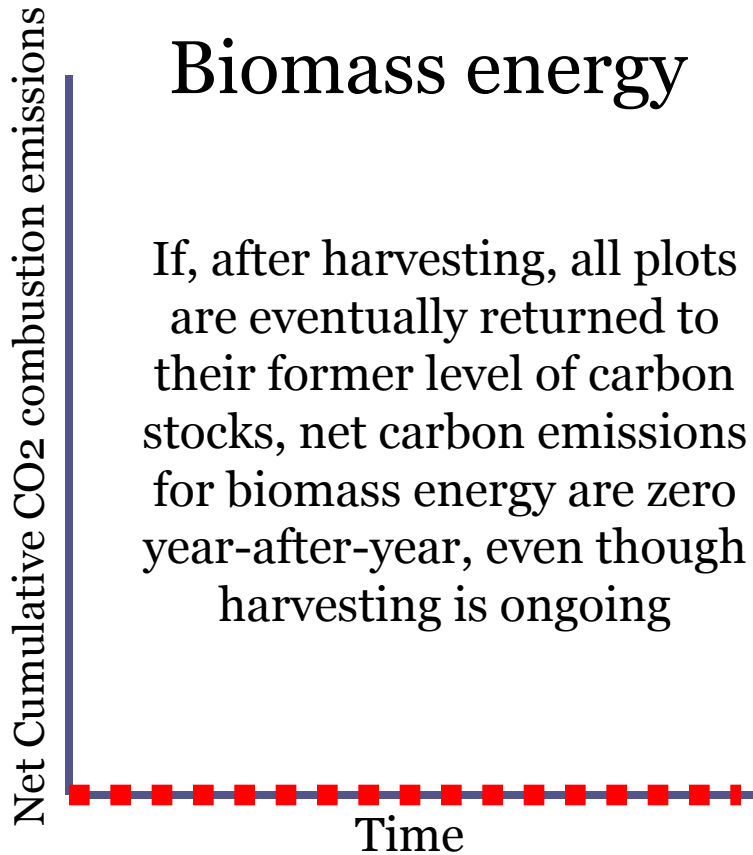 Biomass energy
Net Cumulative CO2 combustion emissions
If, after harvesting, all plots
are eventually returned to
their former level of carbon
stocks, net carbon emissions
for biomass energy are zero
year-after-year, even though
harvesting is ongoing
Time